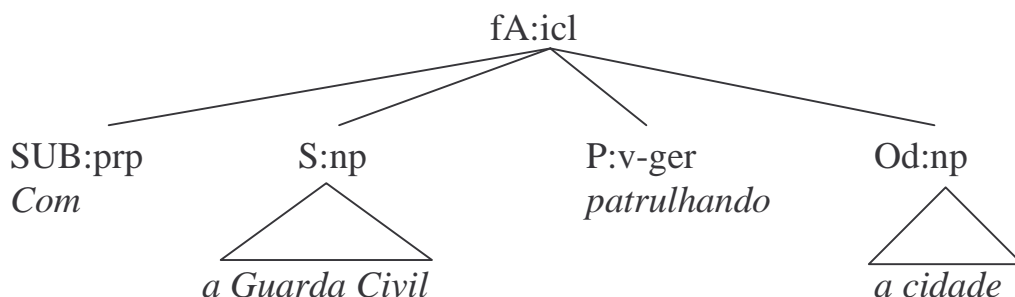 fA:icl
SUB:prp S:np P:v-ger Od:np
Com patrulhando
a Guarda Civil a cidade